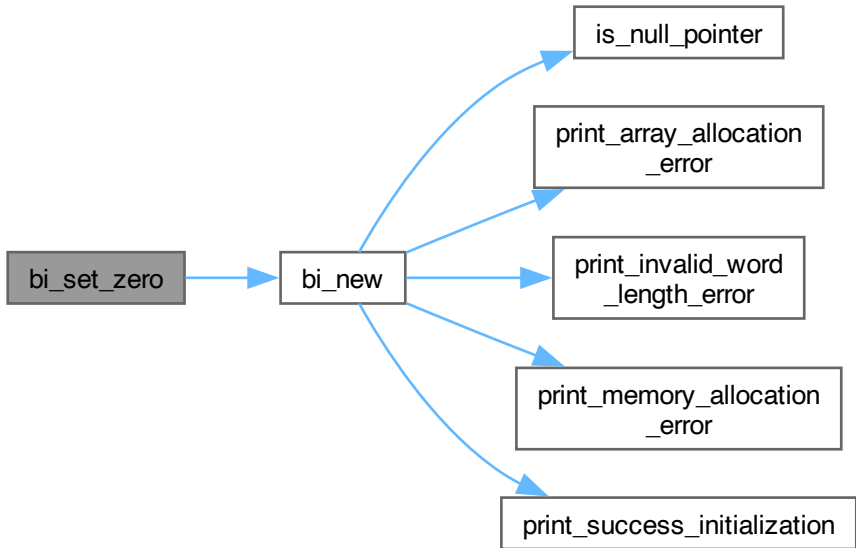 is_null_pointer
print_array_allocation
_error
bi_set_zero
bi_new
print_invalid_word
_length_error
print_memory_allocation
_error
print_success_initialization